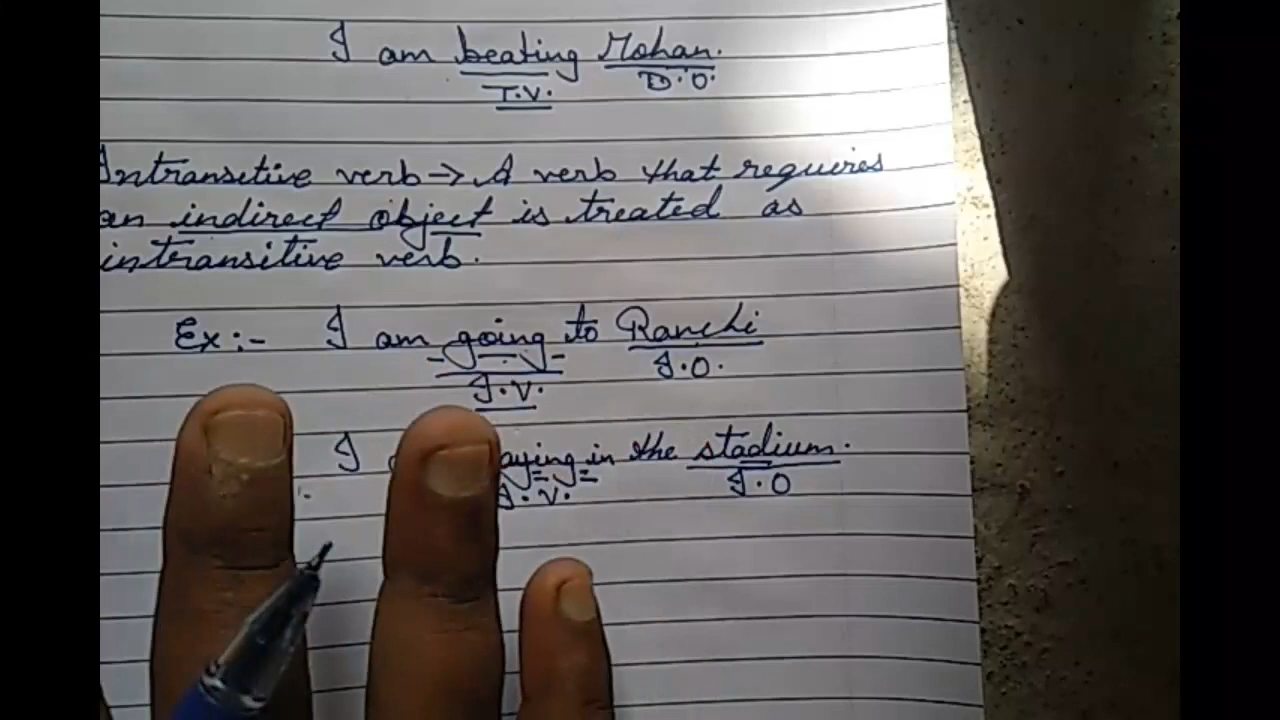 I am beating Mohan.
T.V. D.O.
Intransitive verb → A verb that requires
an indirect object is treated as
intransitive verb.
Ex:- I am going to Ranchi
I.V. I.O.
I in the stadium.
I.V. I.O